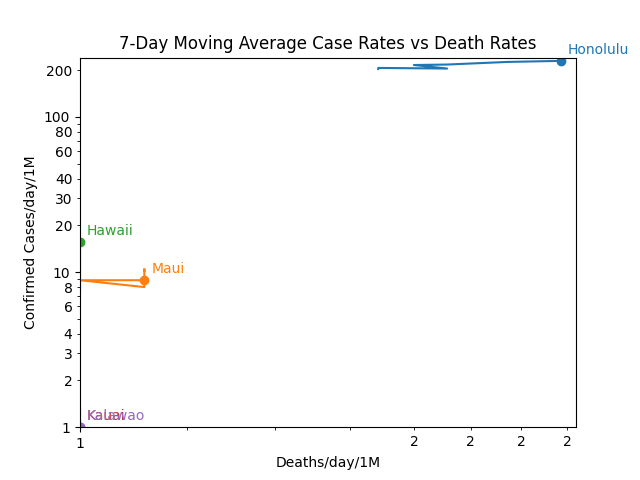 7-Day Moving Average Case Rates vs Death Rates
Honolulu
200
100
80
60
40
30
20
10
8
6
4
3
2
1
Confirmed Cases/day/1M
Hawaii
Maui
Kauai
Kalawao
1
2
2
2
2
Deaths/day/1M